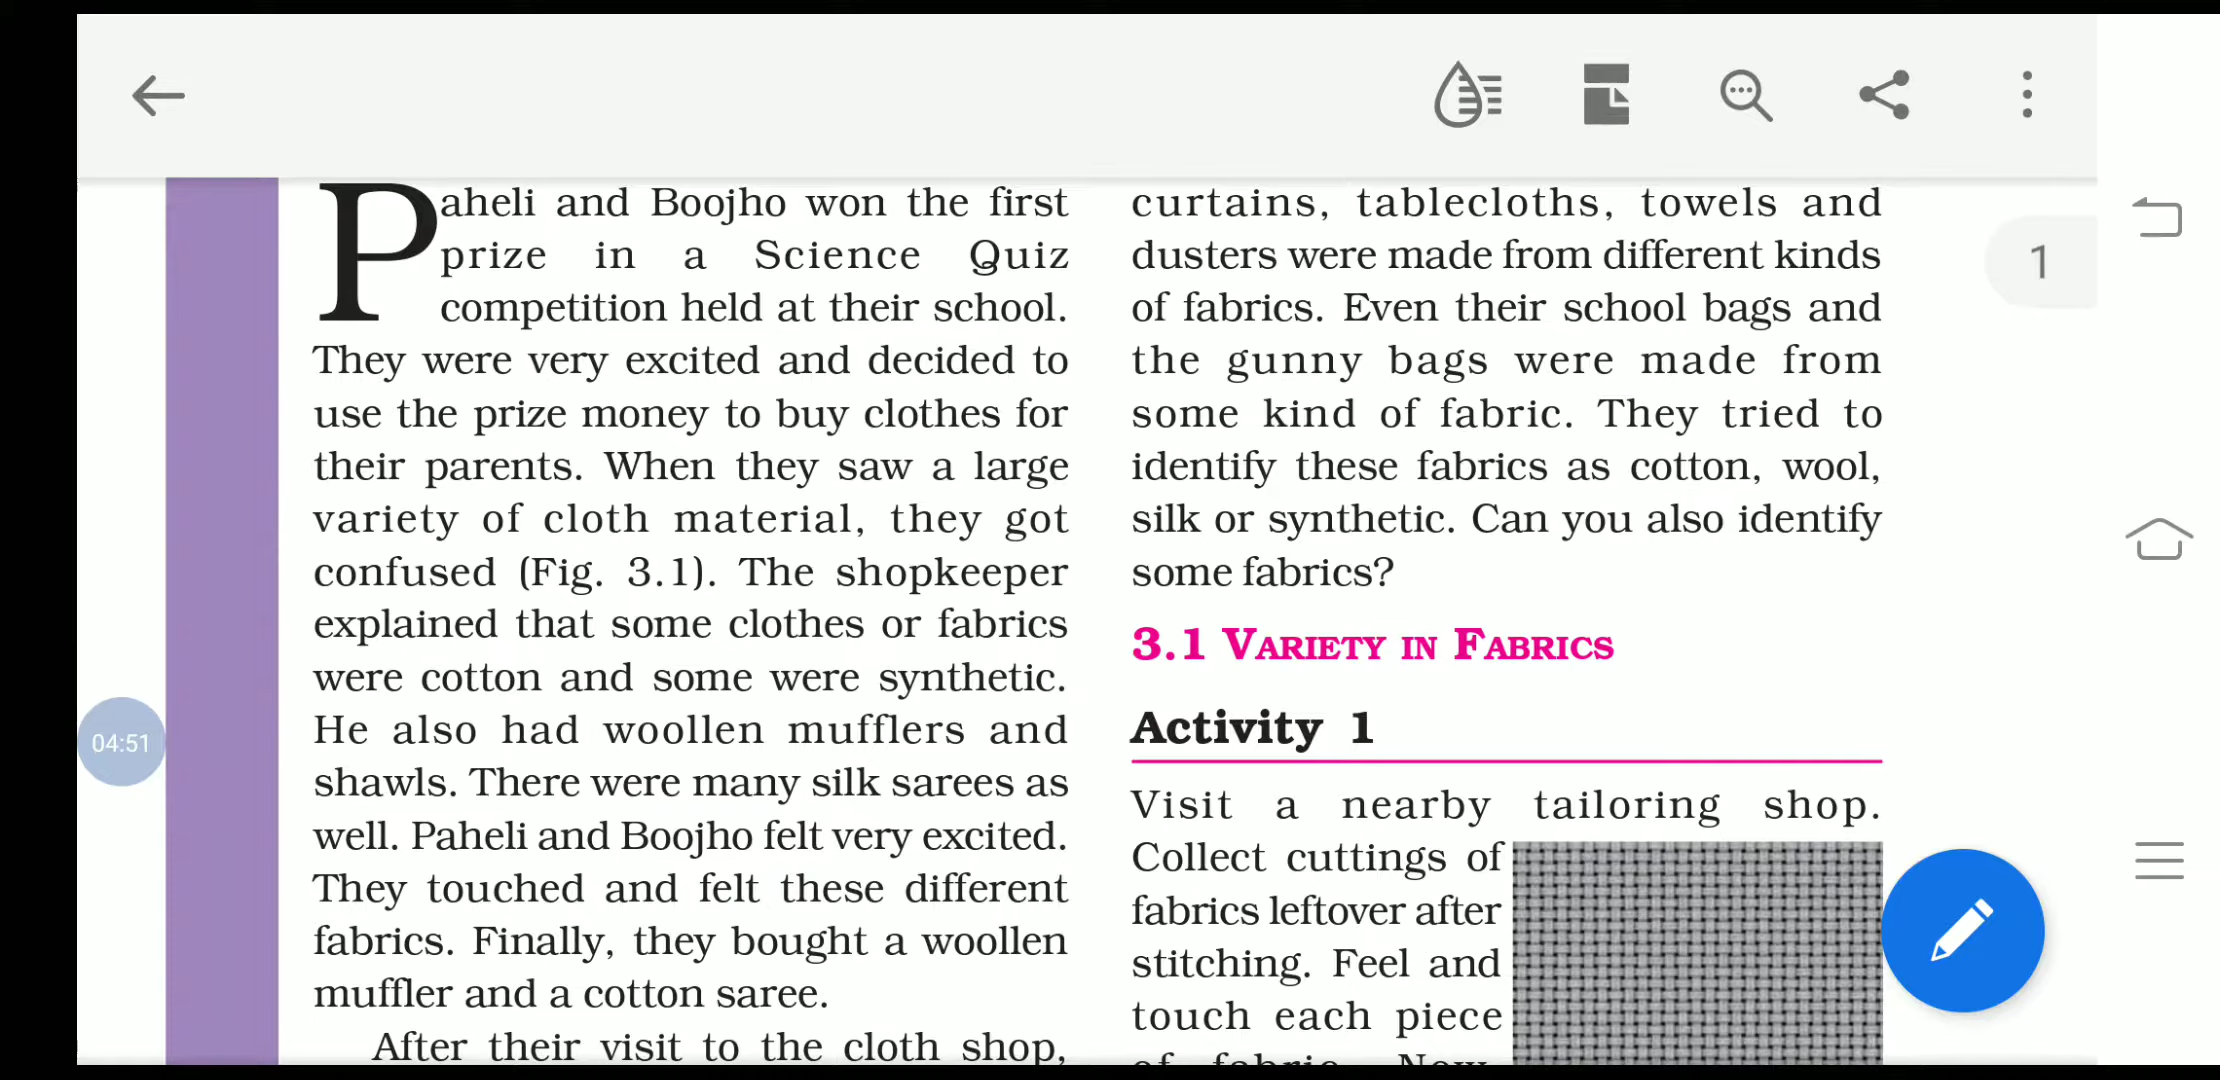 Paheli and Boojho won the first
prize in a Science Quiz
competition held at their school.
They were very excited and decided to
use the prize money to buy clothes for
their parents. When they saw a large
variety of cloth material, they got
confused (Fig. 3.1). The shopkeeper
explained that some clothes or fabrics
were cotton and some were synthetic.
He also had woollen mufflers and
shawls. There were many silk sarees as
well. Paheli and Boojho felt very excited.
They touched and felt these different
fabrics. Finally, they bought a woollen
muffler and a cotton saree.
After their visit to the cloth shop,
curtains, tablecloths, towels and
dusters were made from different kinds
of fabrics. Even their school bags and
the gunny bags were made from
some kind of fabric. They tried to
identify these fabrics as cotton, wool,
silk or synthetic. Can you also identify
some fabrics?
3.1 VARIETY IN FABRICS
Activity 1
Visit a nearby tailoring shop.
Collect cuttings of
fabrics leftover after
stitching. Feel and
touch each piece
of fabric. Now,
1
04:51